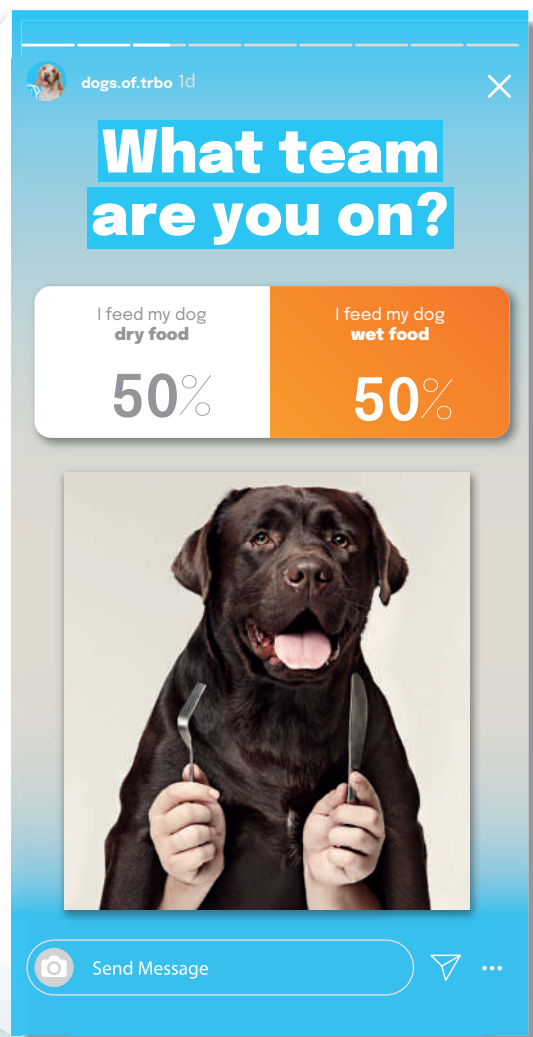 dogs.of.trbo 1d
What team
are you on?
I feed my dog
dry food
50%
I feed my dog
wet food
50%
Send Message